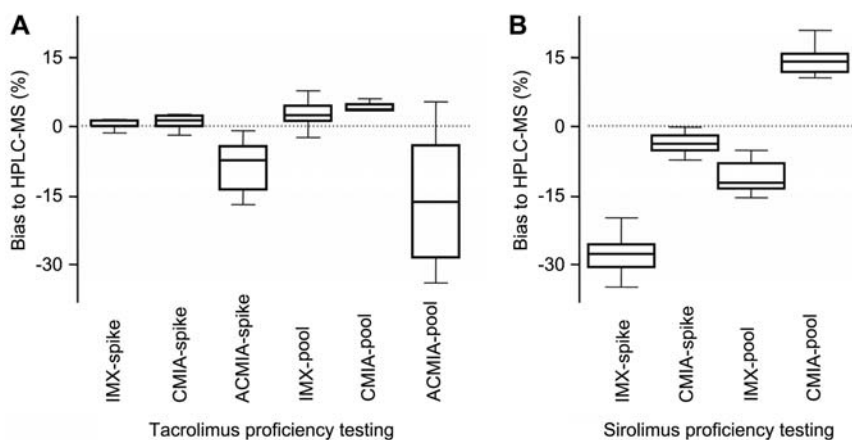 A
Bias to HPLC-MS (%)
15
0
-15
-30
IMX-spike
CMIA-spike
ACMIA-spike
IMX-pool
CMIA-pool
ACMIA-pool
Tacrolimus proficiency testing
B
Bias to HPLC-MS (%)
15
0
-15
-30
IMX-spike
CMIA-spike
IMX-pool
CMIA-pool
Sirolimus proficiency testing